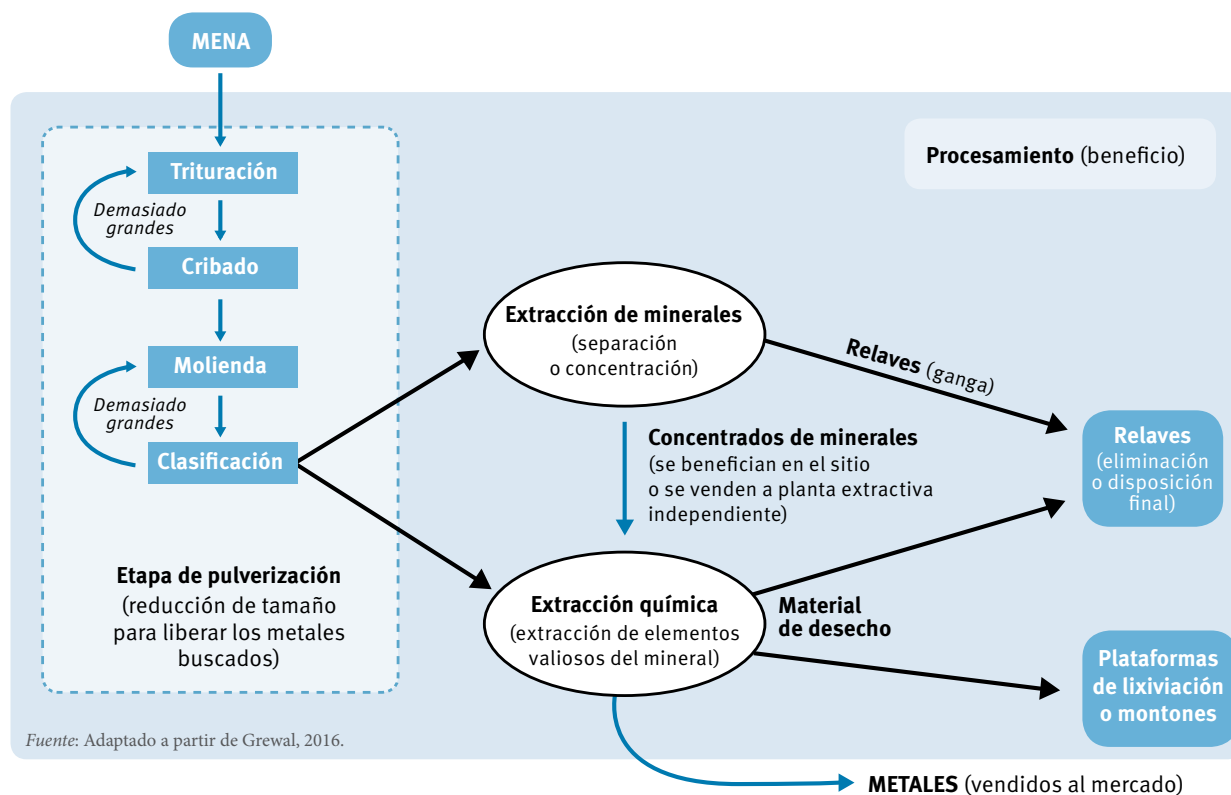 MENA
Procesamiento (beneficio)
Trituración
Demasiado
grandes
Cribado
Molienda
Demasiado
grandes
Clasificación
Etapa de pulverización
(reducción de tamaño
para liberar los metales
buscados)
Extracción de minerales
(separación
o concentración)
Relaves (ganga)
Concentrados de minerales
(se benefician en el sitio
o se venden a planta extractiva
independiente)
Relaves
(eliminación
o disposición
final)
Extracción química
(extracción de elementos
valiosos del mineral)
Material
de desecho
Plataformas
de lixiviación
o montones
Fuente: Adaptado a partir de Grewal, 2016.
METALES (vendidos al mercado)